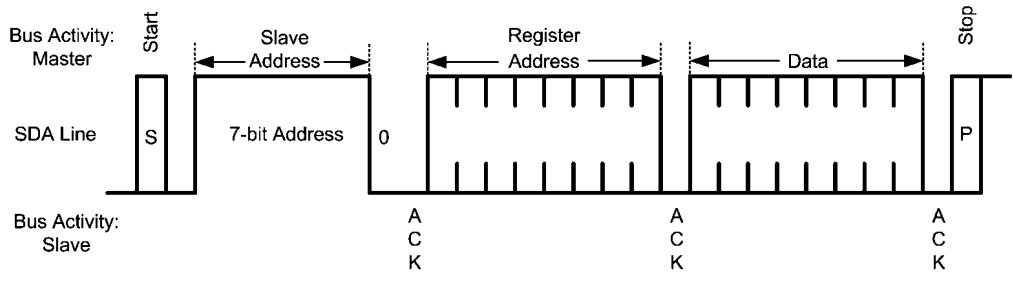 Bus Activity:
Master
Start
Slave
Address
Register
Address
Data
Stop
SDA Line
S
7-bit Address
0
P
Bus Activity:
Slave
A
C
K
A
C
K
A
C
K